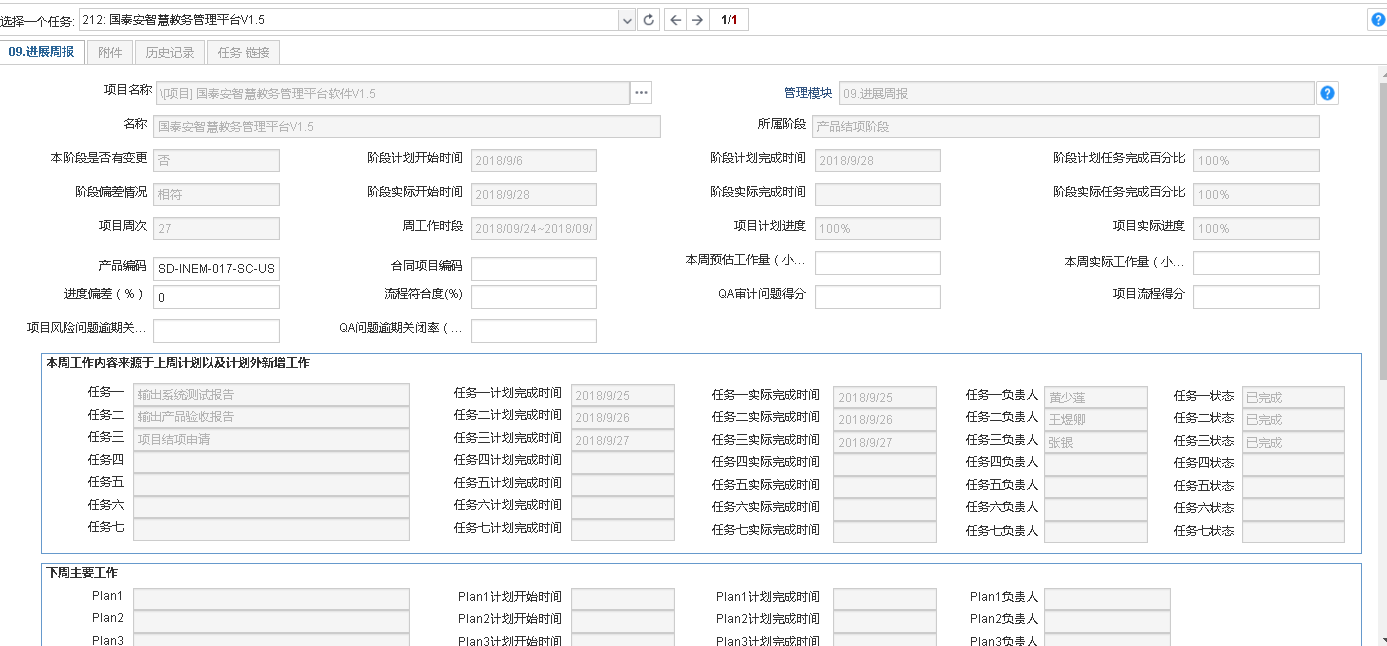 选择一个任务: 212: 国泰安智慧教务管理平台V1.5 1/1
09.进展周报 附件 历史记录 任务 链接
项目名称 \[项目] 国泰安智慧教务管理平台软件V1.5 ··· 管理模块 09.进展周报
名称 国泰安智慧教务管理平台V1.5 所属阶段 产品结项阶段
本阶段是否有变更 否 阶段计划开始时间 2018/9/6 阶段计划完成时间 2018/9/28 阶段计划任务完成百分比 100%
阶段偏差情况 相符 阶段实际开始时间 2018/9/28 阶段实际完成时间 阶段实际任务完成百分比 100%
项目周次 27 周工作时段 2018/09/24~2018/09/ 项目计划进度 100% 项目实际进度 100%
产品编码 SD-INEM-017-SC-US 合同项目编码 本周预估工作量（小... 本周实际工作量（小...
进度偏差（％） 0 流程符合度(%) QA审计问题得分 项目流程得分
项目风险问题逾期关... QA问题逾期关闭率（...
本周工作内容来源于上周计划以及计划外新增工作
任务一 输出系统测试报告 任务一计划完成时间 2018/9/25 任务一实际完成时间 2018/9/25 任务一负责人 黄少莲 任务一状态 已完成
任务二 输出产品验收报告 任务二计划完成时间 2018/9/26 任务二实际完成时间 2018/9/26 任务二负责人 王煜卿 任务二状态 已完成
任务三 项目结项申请 任务三计划完成时间 2018/9/27 任务三实际完成时间 2018/9/27 任务三负责人 张银 任务三状态 已完成
任务四 任务四计划完成时间 任务四实际完成时间 任务四负责人 任务四状态
任务五 任务五计划完成时间 任务五实际完成时间 任务五负责人 任务五状态
任务六 任务六计划完成时间 任务六实际完成时间 任务六负责人 任务六状态
任务七 任务七计划完成时间 任务七实际完成时间 任务七负责人 任务七状态
下周主要工作
Plan1 Plan1计划开始时间 Plan1计划完成时间 Plan1负责人
Plan2 Plan2计划开始时间 Plan2计划完成时间 Plan2负责人
Plan3 Plan3计划开始时间 Plan3计划完成时间 Plan3负责人